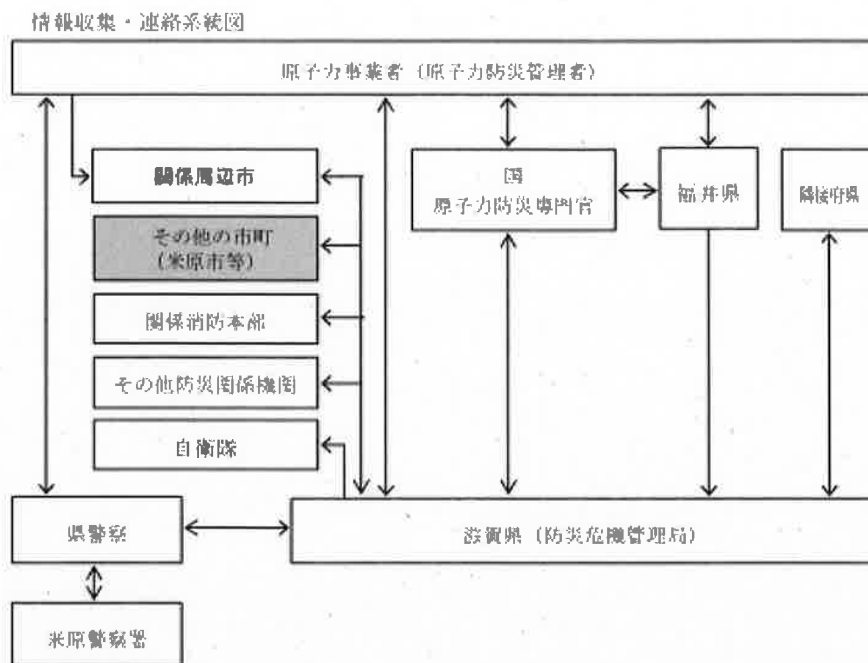 情報収集・連絡系統図
原子力事業者（原子力防災管理者）
関係周辺市
国
原子力防災専門官
福井県
隣接府県
その他の市町
（米原市等）
関係消防本部
その他防災関係機関
自衛隊
県警察
滋賀県（防災危機管理局）
米原警察署